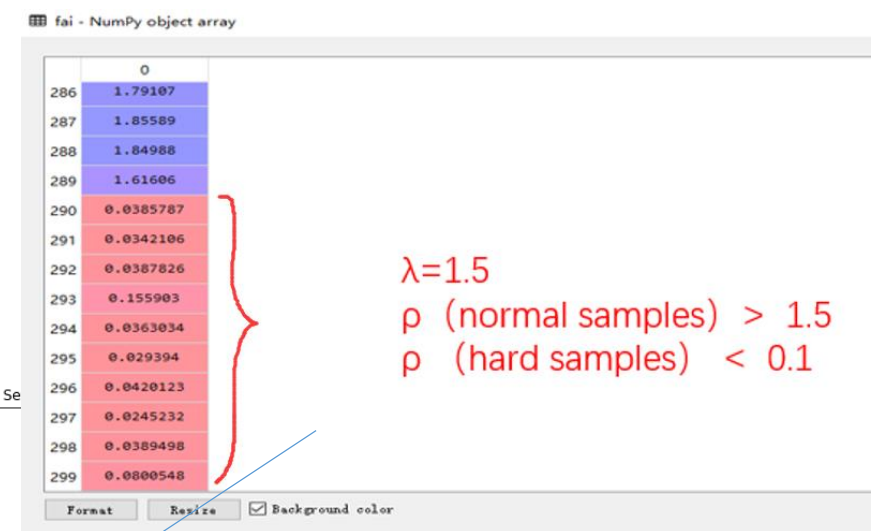 fai - NumPy object array
0
286 1.79107
287 1.85589
288 1.84988
289 1.61606
290 0.0385787
291 0.0342106
292 0.0387826
293 0.155903
294 0.0363034
295 0.029394
296 0.0420123
297 0.0245232
298 0.0389498
299 0.0800548
λ=1.5
ρ（normal samples）> 1.5
ρ （hard samples） < 0.1
Se
Format Resize Background color